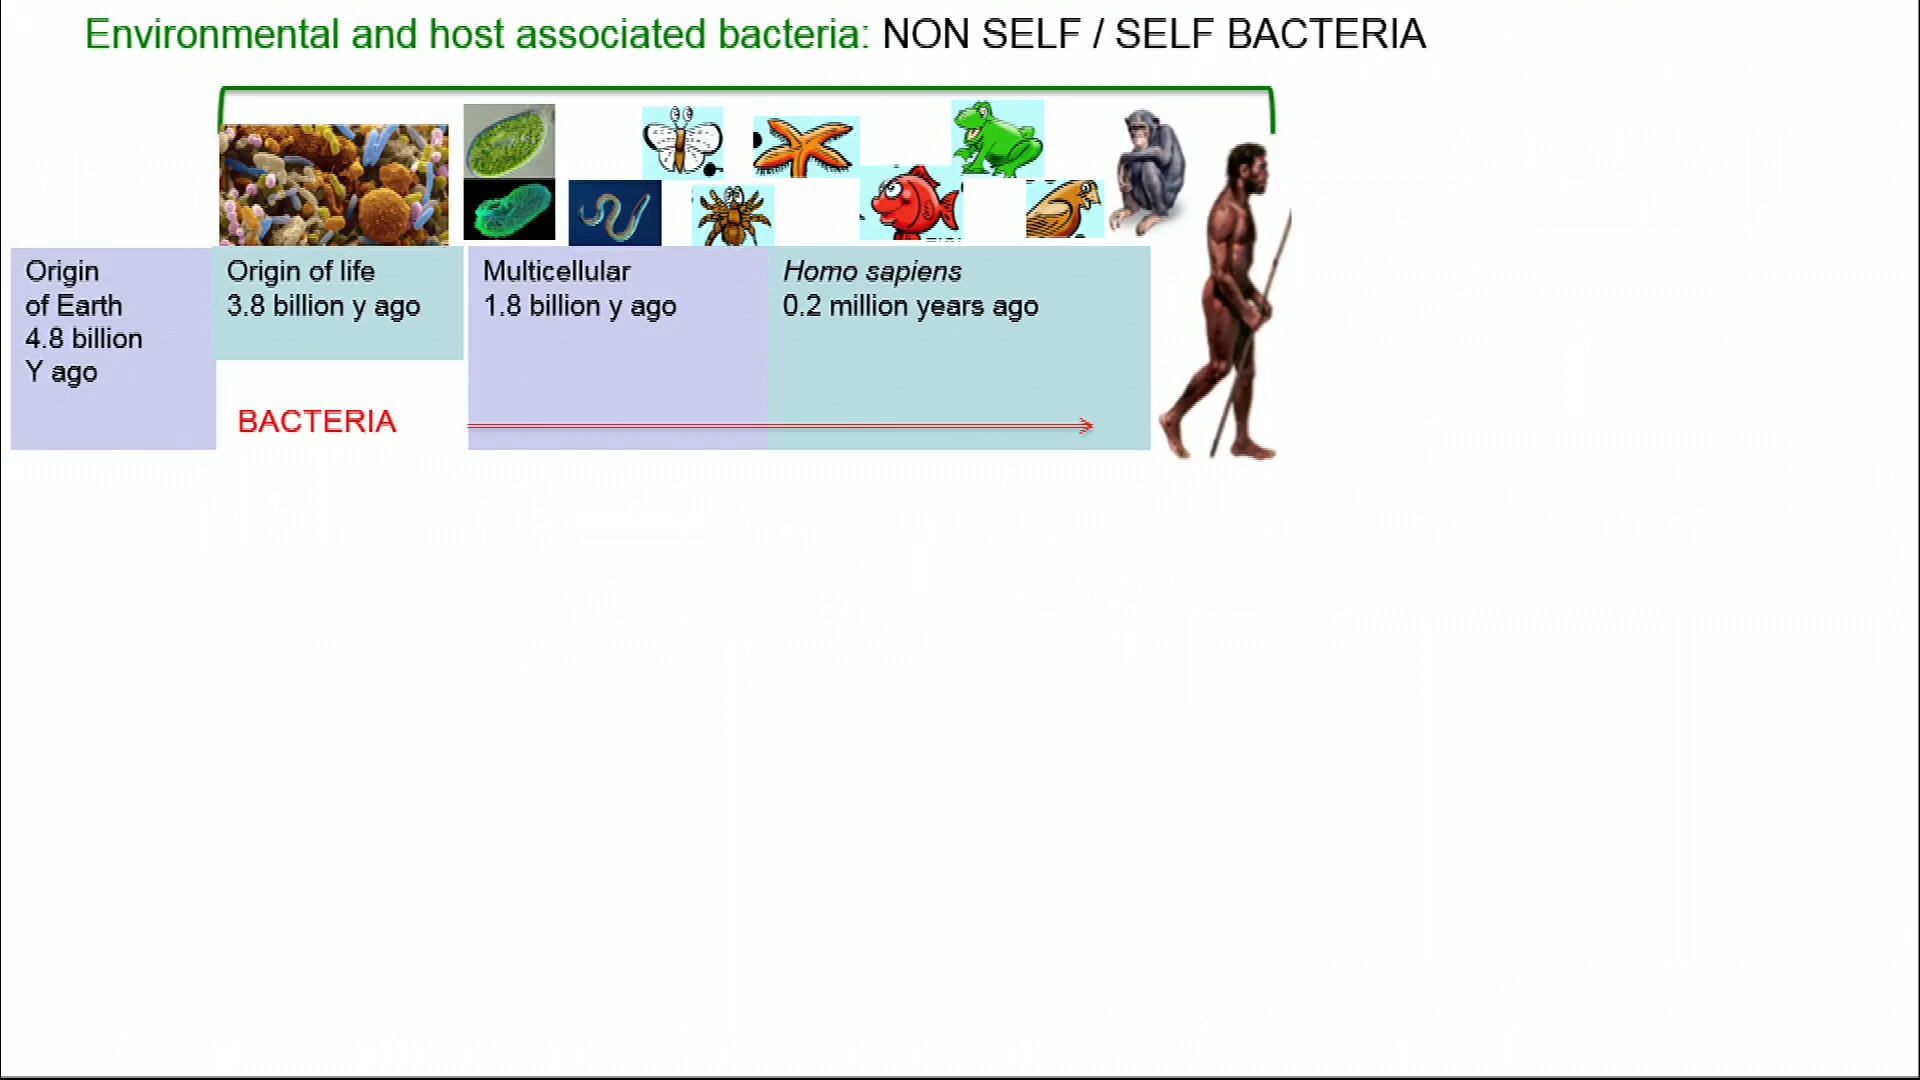 Environmental and host associated bacteria: NON SELF / SELF BACTERIA
Origin
of Earth
4.8 billion
Y ago
Origin of life
3.8 billion y ago
Multicellular
1.8 billion y ago
Homo sapiens
0.2 million years ago
BACTERIA